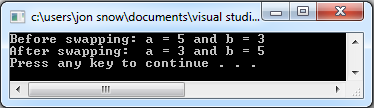 c:\users\jon snow\documents\visual studi...
Before swapping: a = 5 and b = 3
After swapping: a = 3 and b = 5
Press any key to continue . . .